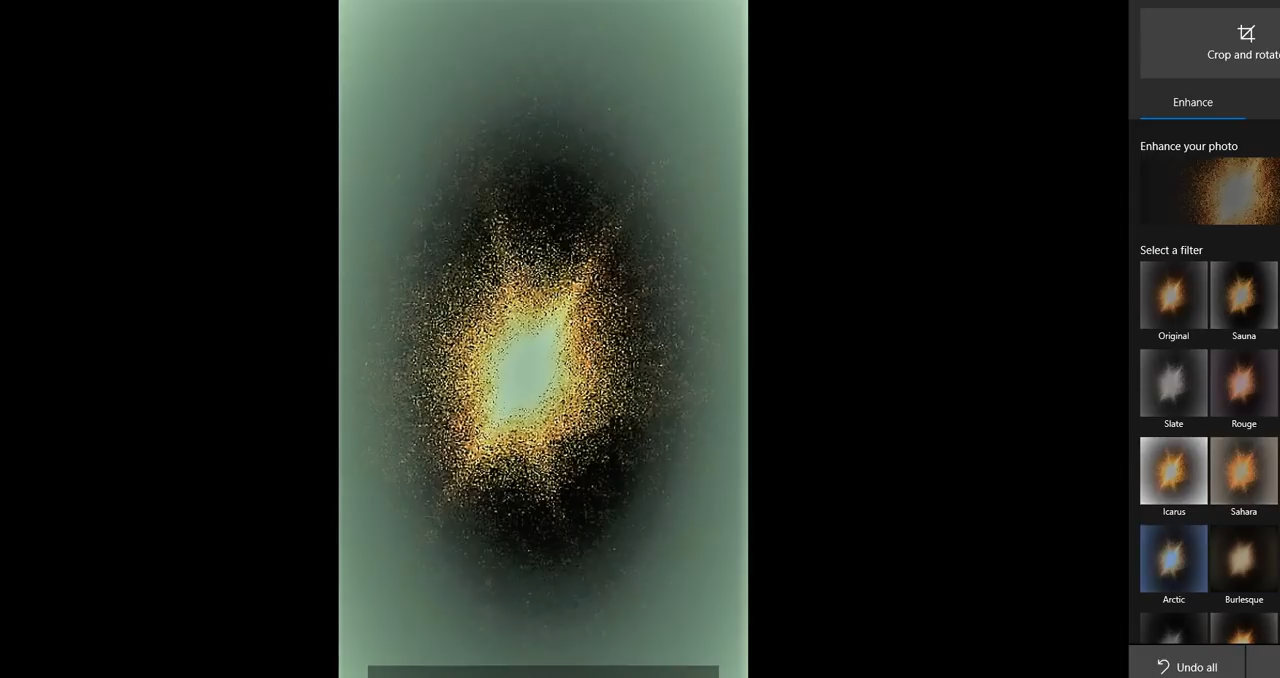 Crop and rotat
Enhance
Enhance your photo
Select a filter
Original
Sauna
Slate
Rouge
Icarus
Sahara
Arctic
Burlesque
Undo all